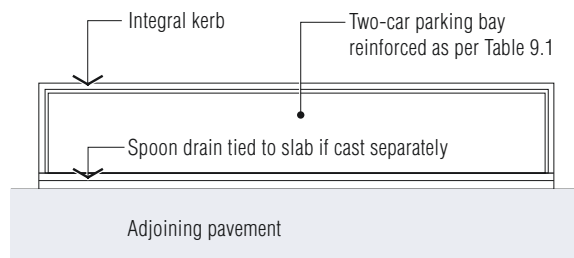 Integral kerb
Two-car parking bay
reinforced as per Table 9.1
Spoon drain tied to slab if cast separately
Adjoining pavement